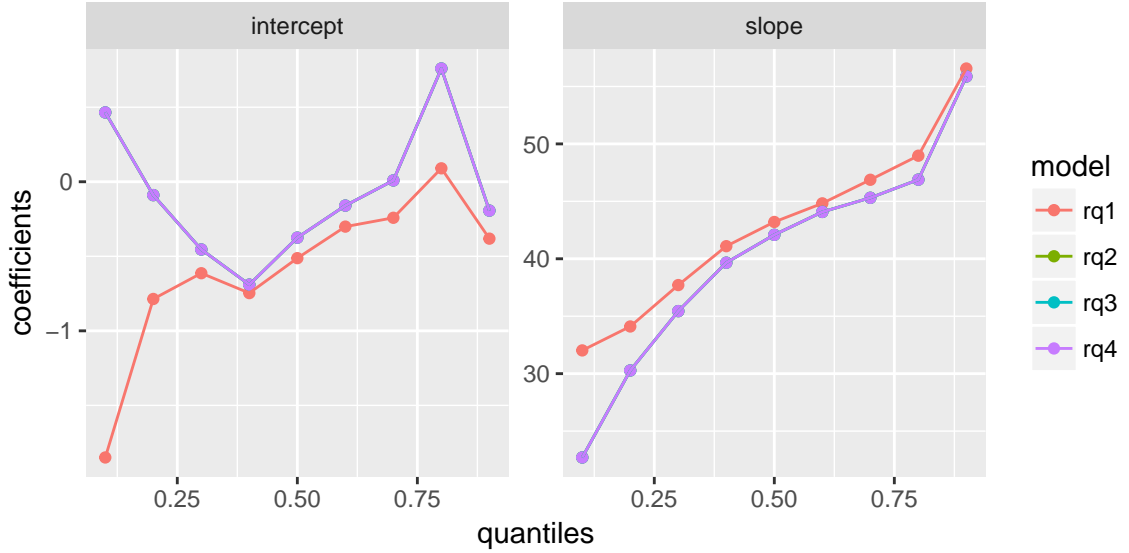 intercept
slope
coefficients
0
−1
50
40
30
0.25
0.50
0.75
0.25
0.50
0.75
quantiles
model
rq1
rq2
rq3
rq4